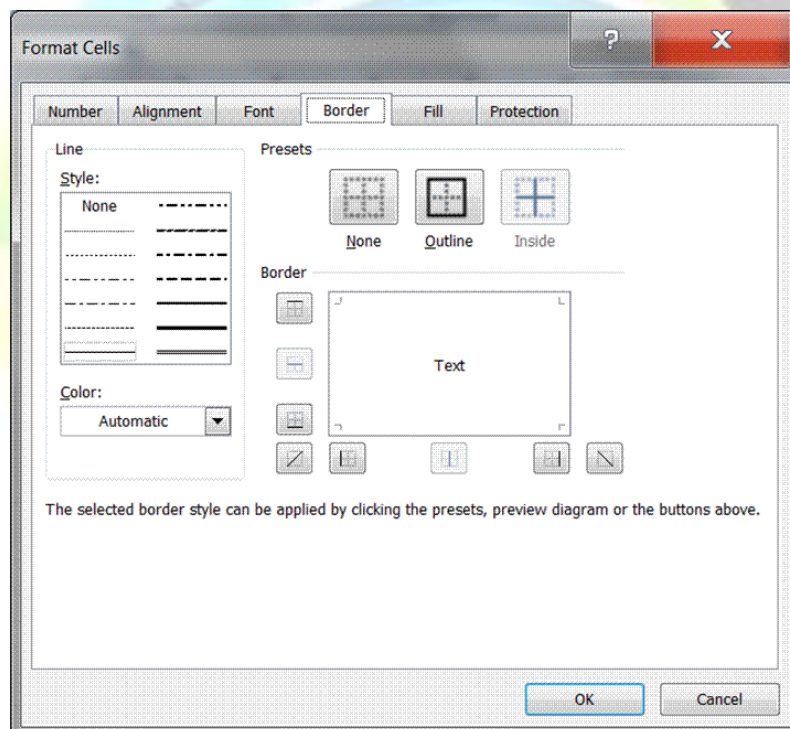 Format Cells
?
X
Number Alignment Font Border Fill Protection
Line
Style:
None
Color:
Automatic
Presets
None Outline Inside
Border
Text
The selected border style can be applied by clicking the presets, preview diagram or the buttons above.
OK Cancel